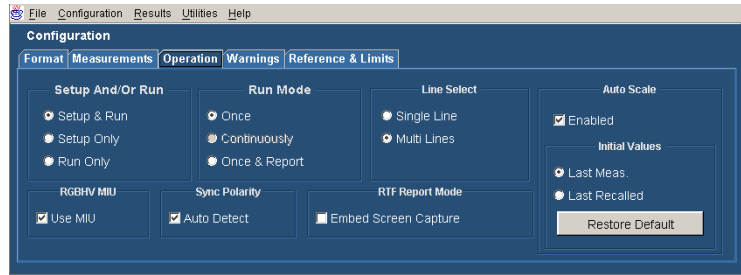 File Configuration Results Utilities Help
Configuration
Format Measurements Operation Warnings Reference & Limits
Setup And/Or Run
Setup & Run
Setup Only
Run Only
Run Mode
Once
Continuously
Once & Report
Line Select
Single Line
Multi Lines
Auto Scale
Enabled
Initial Values
Last Meas.
Last Recalled
Restore Default
RGBHV MIU
Use MIU
Sync Polarity
Auto Detect
RTF Report Mode
Embed Screen Capture